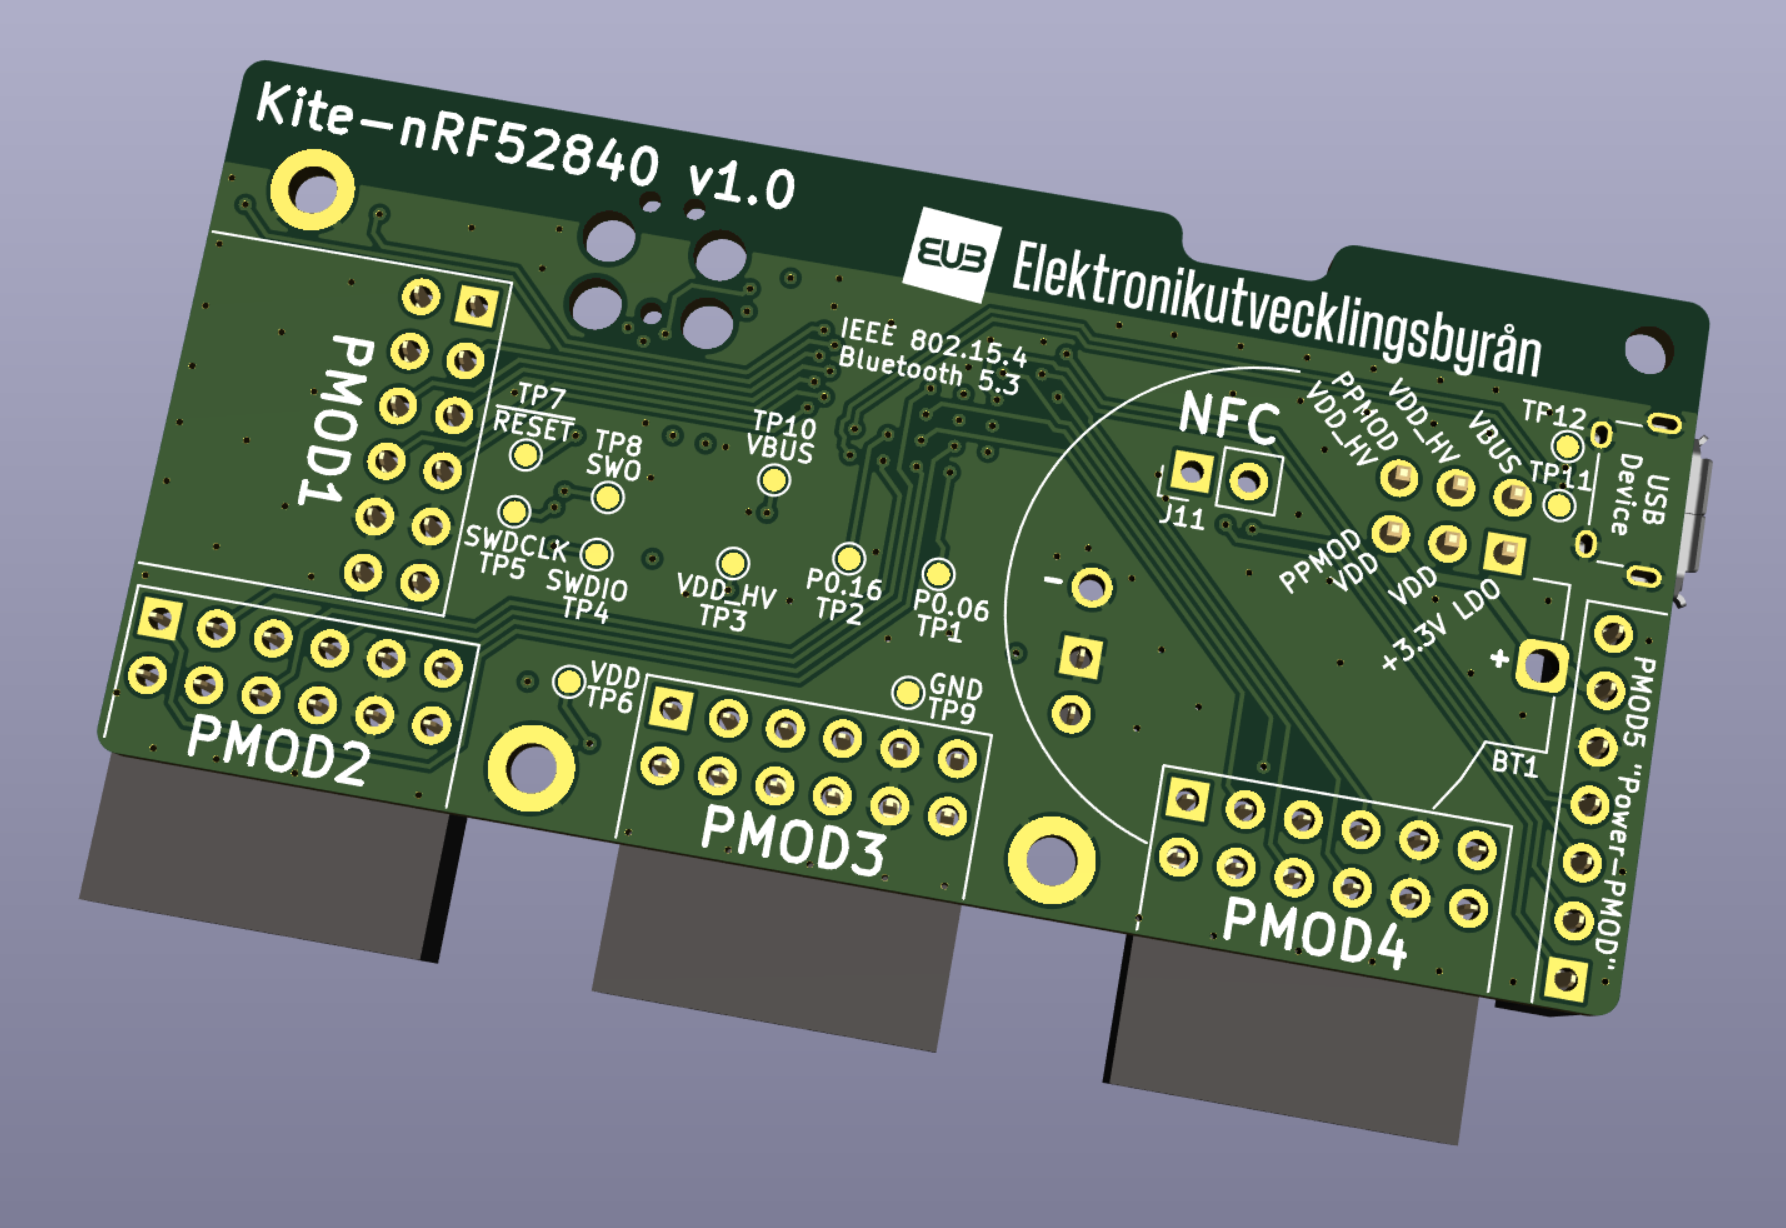 Kite-nRF52840 v1.0
EUB
Elektronikutvecklingsbyrån
IEEE 802.15.4
Bluetooth 5.3
PMOD1
TP7
RESET
TP8
SWO
TP10
VBUS
SWDCLK
TP5
SWDIO
TP4
VDD_HV
TP3
P0.16
TP2
P0.06
TP1
NFC
J11
PPMOD
VDD_HV
VDD_HV
VBUS
TP12
TP11
USB
Device
PPMOD
VDD
VDD
+3.3V LDO
-
+
BT1
VDD
TP6
GND
TP9
PMOD2
PMOD3
PMOD4
PMOD5 "Power-PMOD"